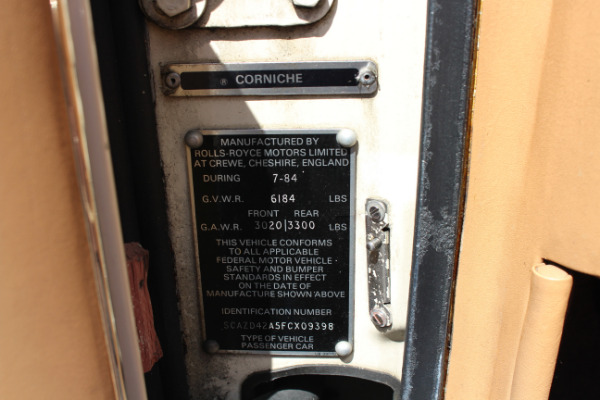 ® CORNICHE
MANUFACTURED BY
ROLLS-ROYCE MOTORS LIMITED
AT CREWE, CHESHIRE, ENGLAND
DURING 7-84
G.V.W.R. 6184 LBS
FRONT REAR
G.A.W.R. 3020|3300 LBS
THIS VEHICLE CONFORMS
TO ALL APPLICABLE
FEDERAL MOTOR VEHICLE
SAFETY AND BUMPER
STANDARDS IN EFFECT
ON THE DATE OF
MANUFACTURE SHOWN ABOVE
IDENTIFICATION NUMBER
SCAZD42A5FCX09398
TYPE OF VEHICLE
PASSENGER CAR